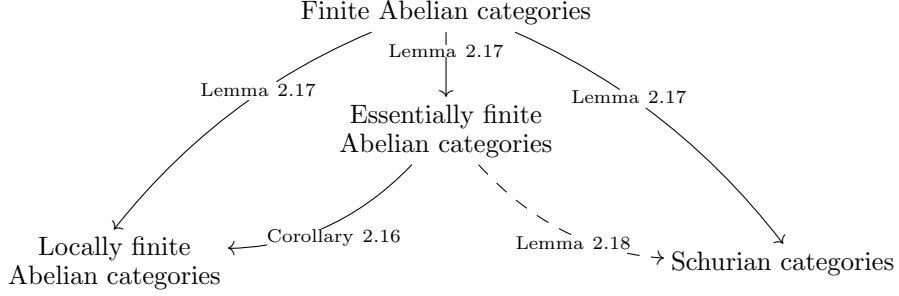 Finite Abelian categories
Lemma 2.17
Lemma 2.17
Lemma 2.17
Essentially finite
Abelian categories
Corollary 2.16
Lemma 2.18
Locally finite
Abelian categories
Schurian categories